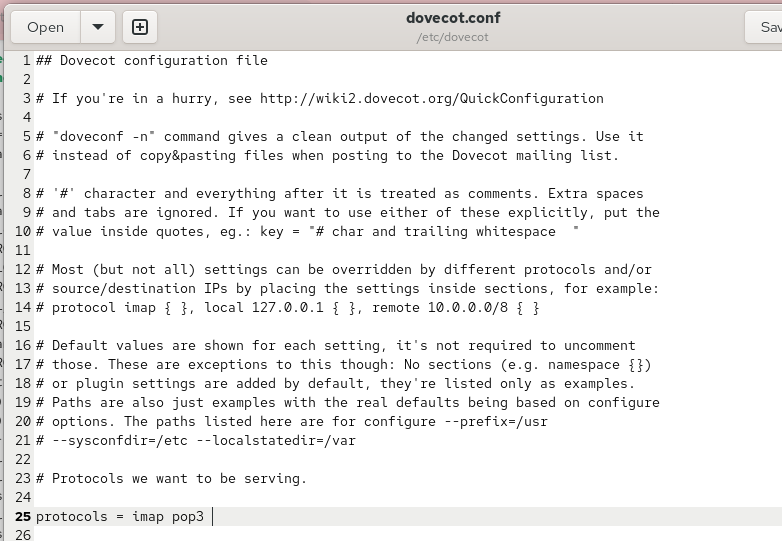 Open
dovecot.conf
/etc/dovecot
1 ## Dovecot configuration file
2
3 # If you're in a hurry, see http://wiki2.dovecot.org/QuickConfiguration
4
5 # "doveconf -n" command gives a clean output of the changed settings. Use it
6 # instead of copy&pasting files when posting to the Dovecot mailing list.
7
8 # '#' character and everything after it is treated as comments. Extra spaces
9 # and tabs are ignored. If you want to use either of these explicitly, put the
10 # value inside quotes, eg.: key = "# char and trailing whitespace  "
11
12 # Most (but not all) settings can be overridden by different protocols and/or
13 # source/destination IPs by placing the settings inside sections, for example:
14 # protocol imap { }, local 127.0.0.1 { }, remote 10.0.0.0/8 { }
15
16 # Default values are shown for each setting, it's not required to uncomment
17 # those. These are exceptions to this though: No sections (e.g. namespace {})
18 # or plugin settings are added by default, they're listed only as examples.
19 # Paths are also just examples with the real defaults being based on configure
20 # options. The paths listed here are for configure --prefix=/usr
21 # --sysconfdir=/etc --localstatedir=/var
22
23 # Protocols we want to be serving.
24
25 protocols = imap pop3
26